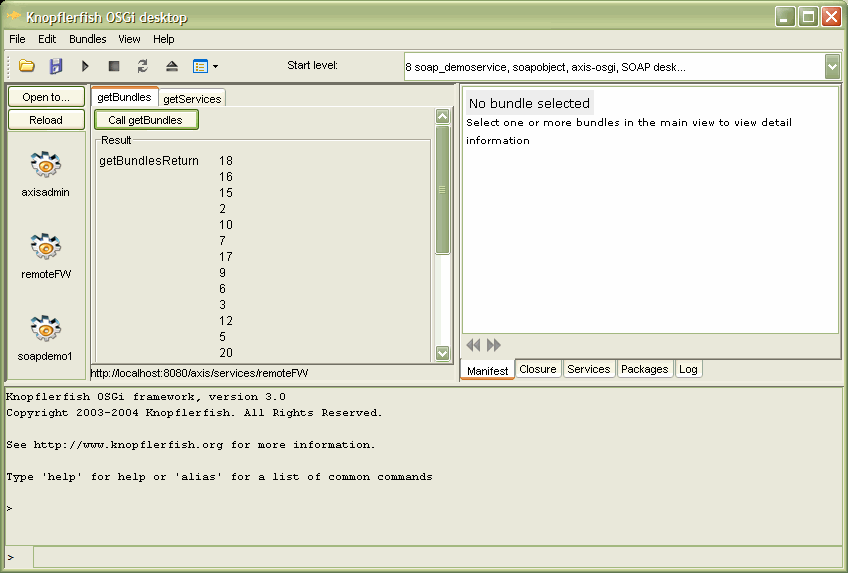 Knopflerfish OSGi desktop
File Edit Bundles View Help
Start level:
8 soap_demoservice, soapobject, axis-osgi, SOAP desk...
Open to...
Reload
axisadmin
remoteFW
soapdemo1
getBundles getServices
Call getBundles
Result
getBundlesReturn 18
16
15
2
10
7
17
9
6
3
12
5
20
http://localhost:8080/axis/services/remoteFW
No bundle selected
Select one or more bundles in the main view to view detail
information
Manifest Closure Services Packages Log
Knopflerfish OSGi framework, version 3.0
Copyright 2003-2004 Knopflerfish. All Rights Reserved.
See http://www.knopflerfish.org for more information.
Type 'help' for help or 'alias' for a list of common commands
>
>